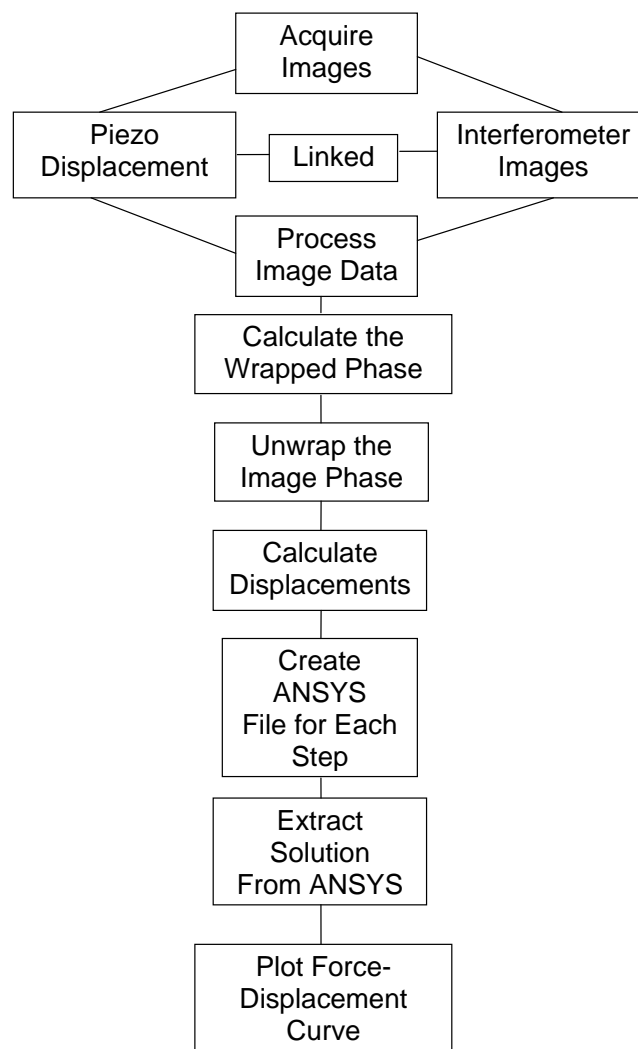 Acquire
Images
Piezo
Displacement
Linked
Interferometer
Images
Process
Image Data
Calculate the
Wrapped Phase
Unwrap the
Image Phase
Calculate
Displacements
Create
ANSYS
File for Each
Step
Extract
Solution
From ANSYS
Plot Force-
Displacement
Curve